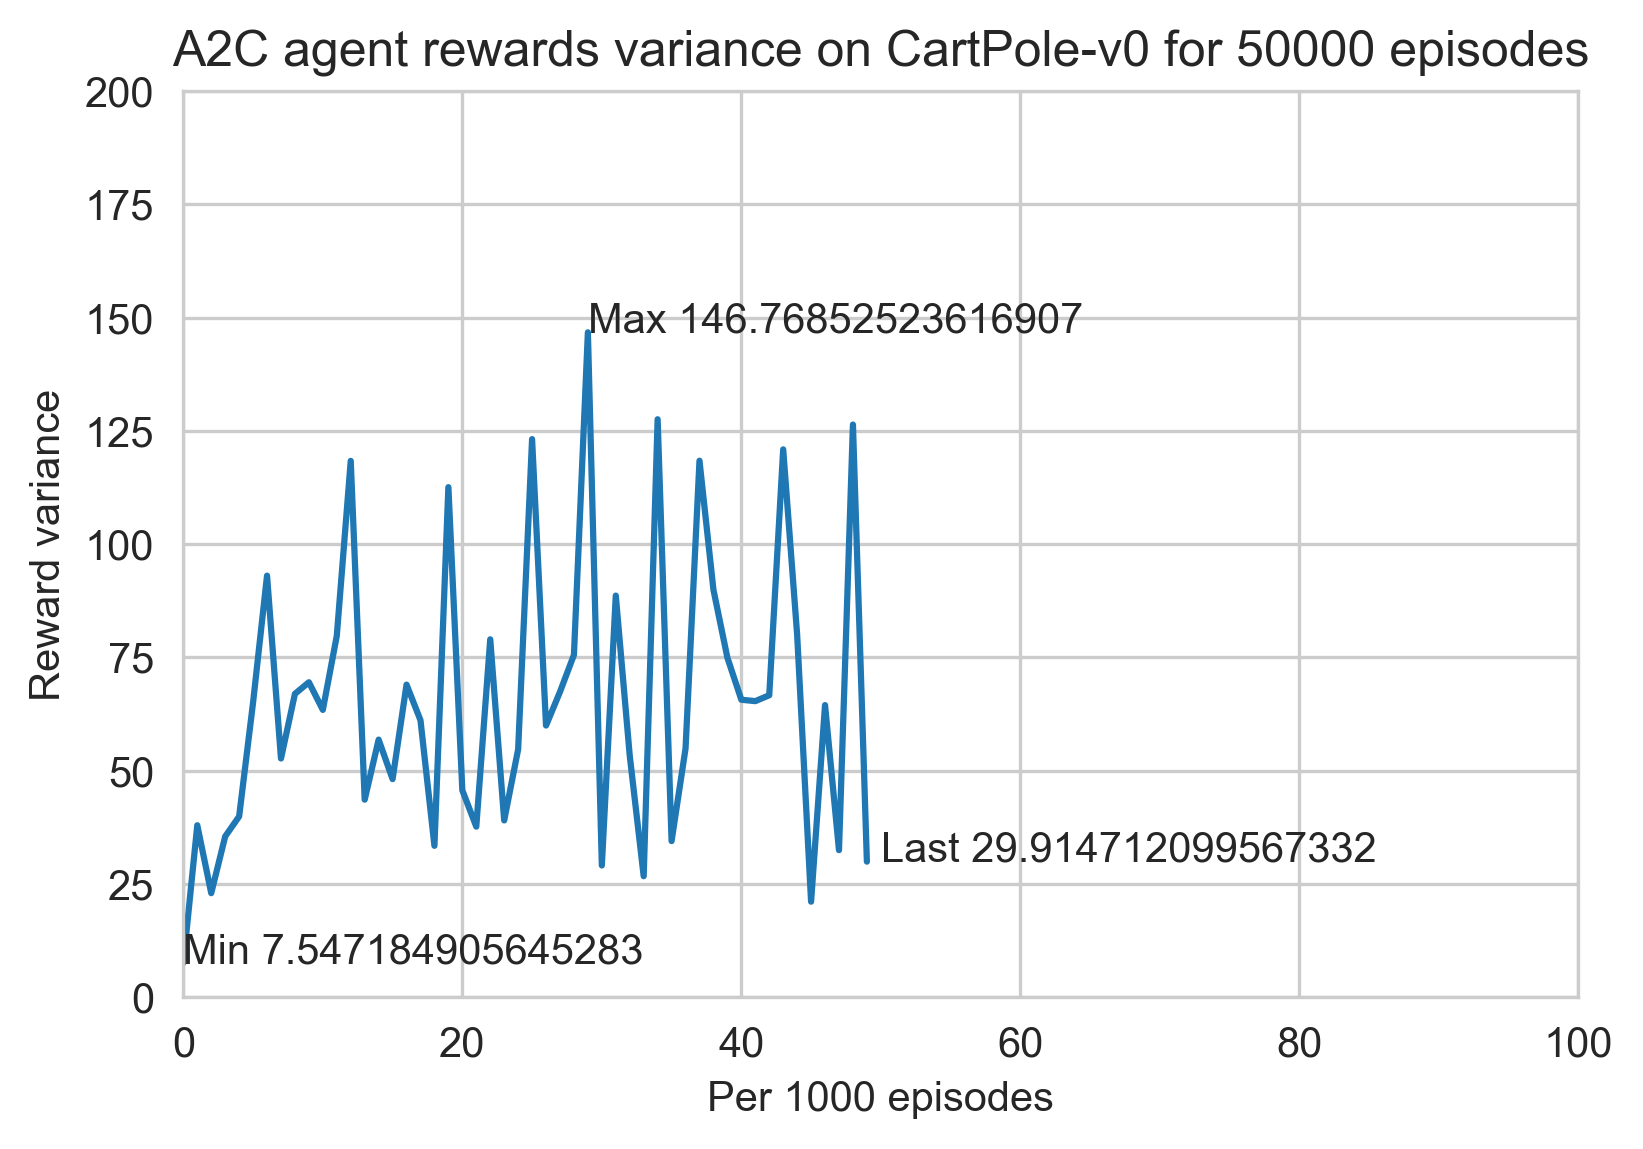 A2C agent rewards variance on CartPole-v0 for 50000 episodes
200
175
150
125
100
75
50
25
0
Reward variance
Max 146.76852523616907
Last 29.914712099567332
Min 7.547184905645283
0 20 40 60 80 100
Per 1000 episodes